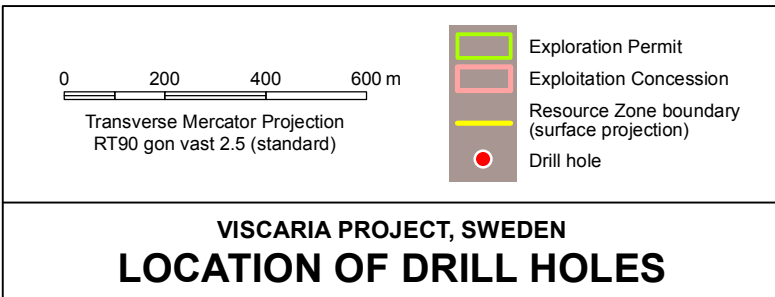 0 200 400 600 m
Transverse Mercator Projection
RT90 gon vast 2.5 (standard)
Exploration Permit
Exploitation Concession
Resource Zone boundary
(surface projection)
Drill hole
VISCARIA PROJECT, SWEDEN
LOCATION OF DRILL HOLES